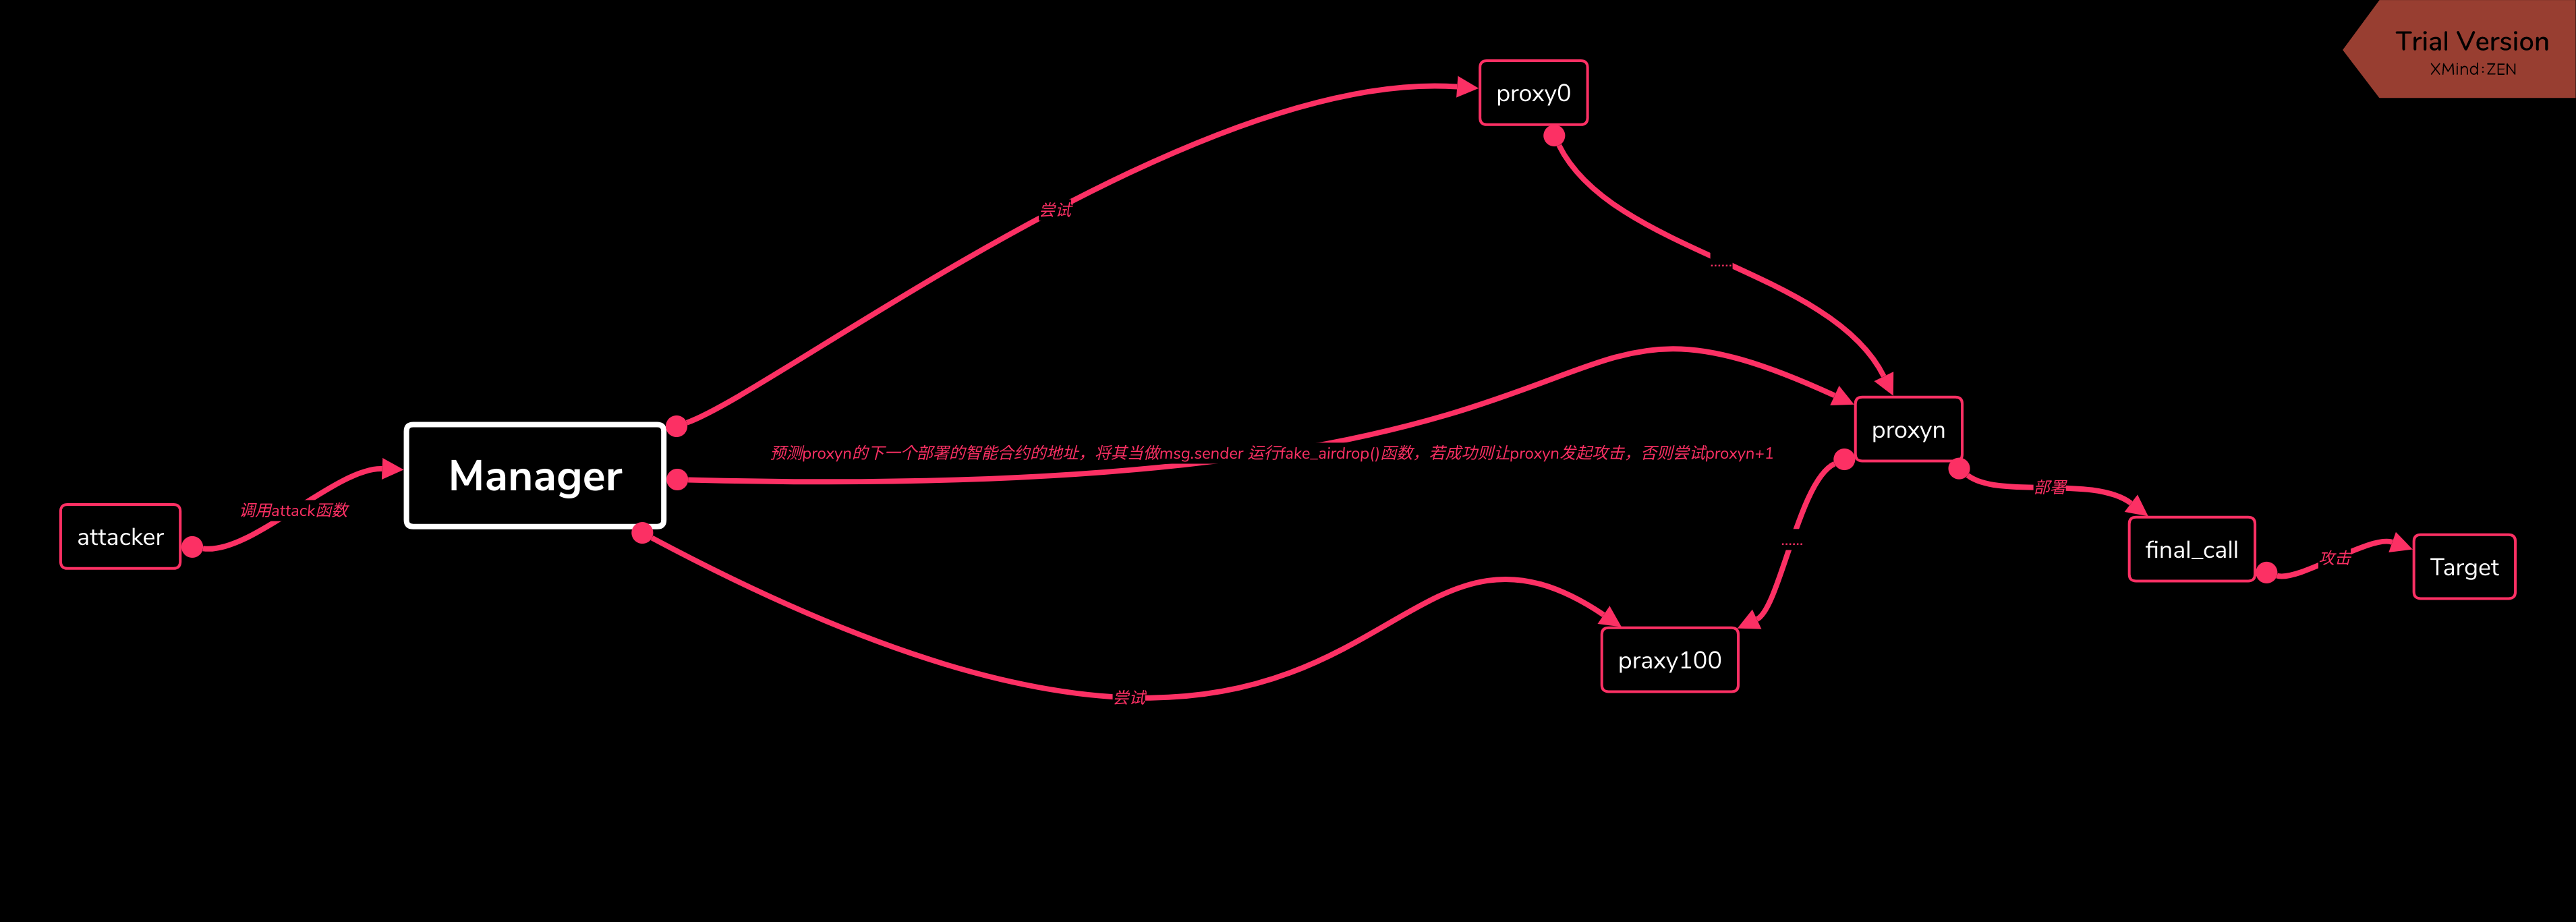 Trial Version
XMind:ZEN
proxy0
尝试
......
proxyn
预测proxyn的下一个部署的智能合约的地址，将其当做msg.sender 运行fake_airdrop()函数，若成功则让proxyn发起攻击，否则尝试proxyn+1
Manager
调用attack函数
attacker
部署
final_call
攻击
Target
......
praxy100
尝试